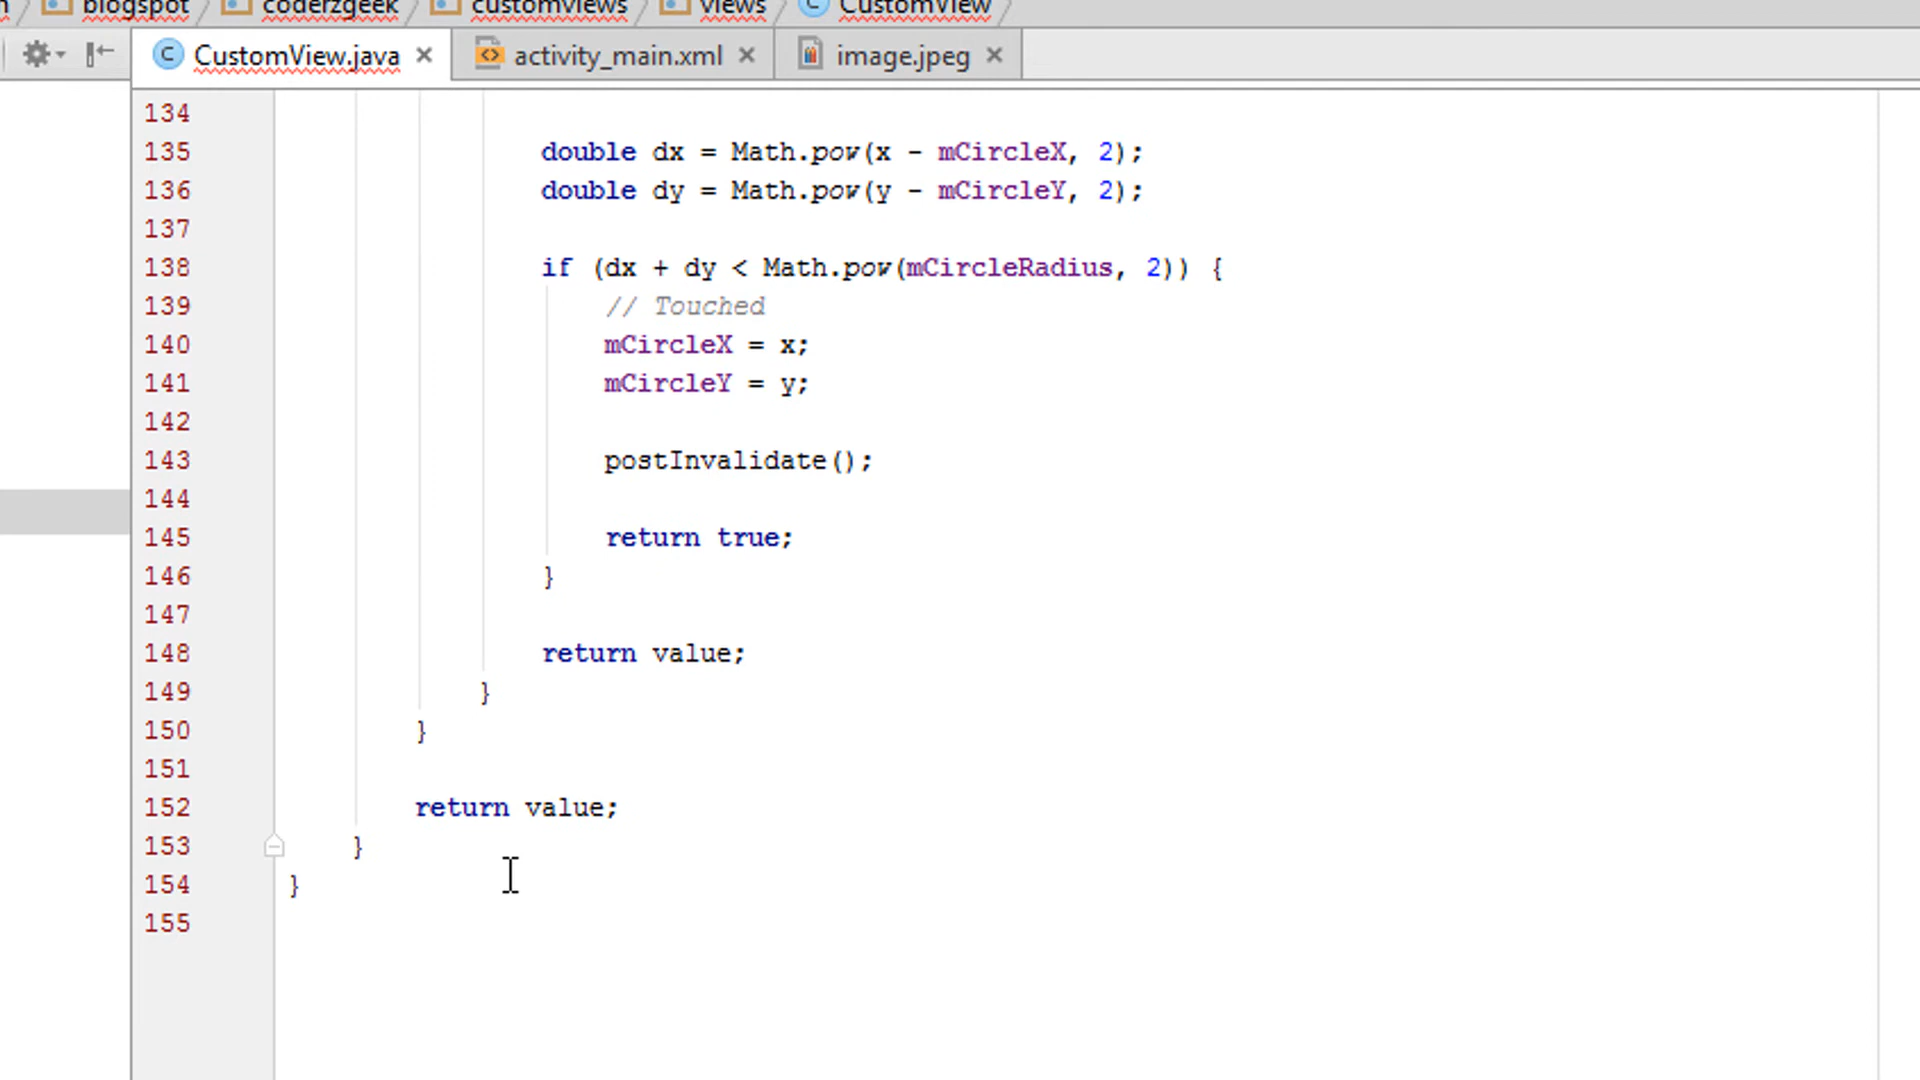 blogspot coderzgeek customviews views CustomView
CustomView.java activity_main.xml image.jpeg
134
135 double dx = Math.pow(x - mCircleX, 2);
136 double dy = Math.pow(y - mCircleY, 2);
137
138 if (dx + dy < Math.pow(mCircleRadius, 2)) {
139 // Touched
140 mCircleX = x;
141 mCircleY = y;
142
143 postInvalidate();
144
145 return true;
146 }
147
148 return value;
149 }
150 }
151
152 return value;
153 }
154 }
155